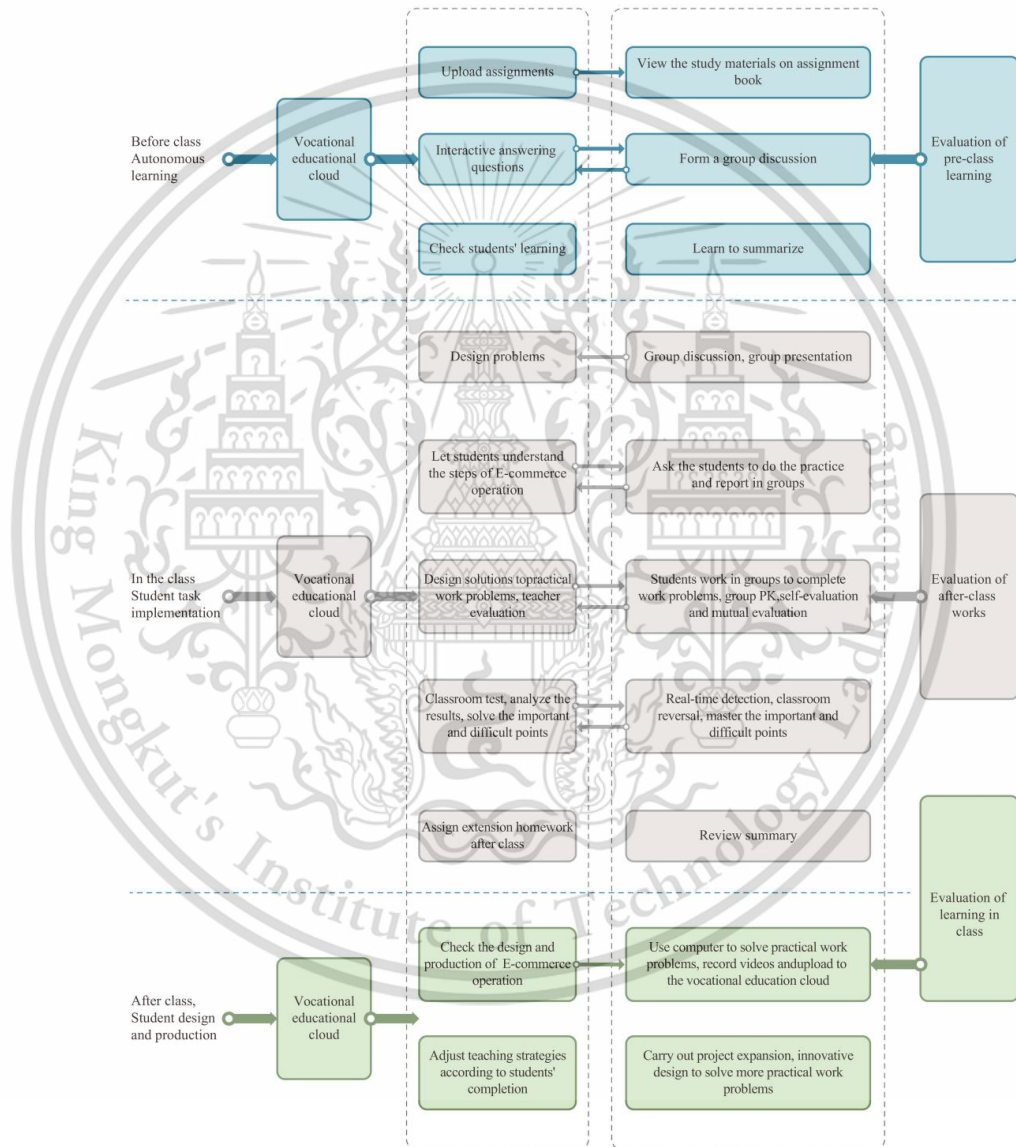 Upload assignments
View the study materials on assignment
book
Before class
Autonomous
learning
Vocational
educational
cloud
Interactive answering
questions
Form a group discussion
Evaluation of
pre-class
learning
Check students' learning
Learn to summarize
Design problems
Group discussion, group presentation
Let students understand
the steps of E-commerce
operation
Ask the students to do the practice
and report in groups
In the class
Student task
implementation
Vocational
educational
cloud
Design solutions topractical
work problems, teacher
evaluation
Students work in groups to complete
work problems, group PK,self-evaluation
and mutual evaluation
Evaluation of
after-class
works
Classroom test, analyze the
results, solve the important
and difficult points
Real-time detection, classroom
reversal, master the important and
difficult points
Assign extension homework
after class
Review summary
Evaluation of
learning in
class
After class,
Student design
and production
Vocational
educational
cloud
Check the design and
production of E-commerce
operation
Use computer to solve practical work
problems, record videos andupload to
the vocational education cloud
Adjust teaching strategies
according to students'
completion
Carry out project expansion, innovative
design to solve more practical work
problems
King Mongkut's Institute of Technology Ladkrabang